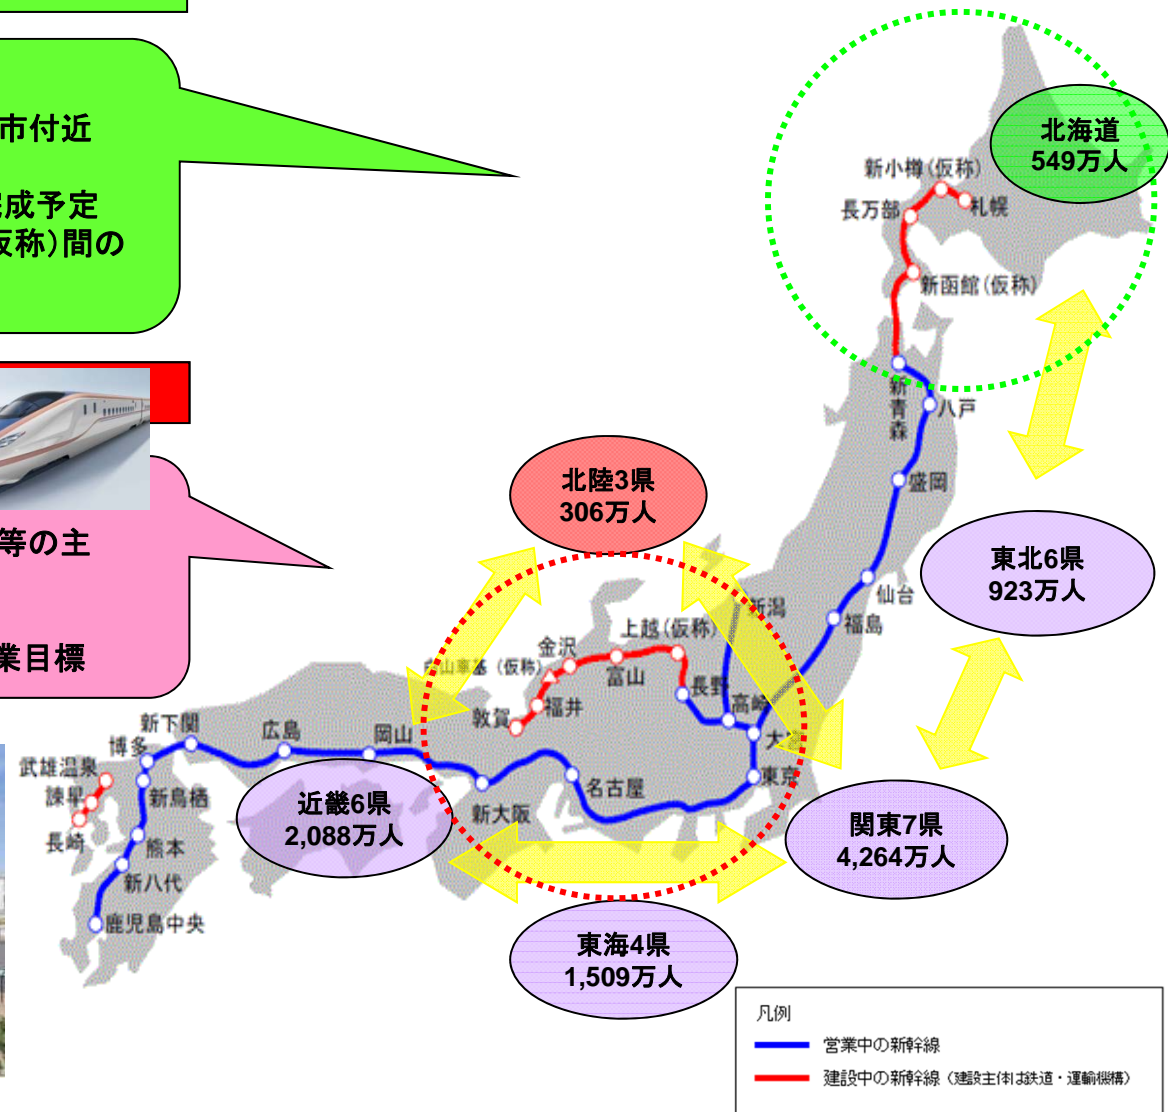 市付近
成予定
仮称)間の
等の主
業目標
北海道
549万人
新小樽(仮称)
長万部
札幌
新函館(仮称)
新青森
八戸
盛岡
北陸3県
306万人
東北6県
923万人
仙台
福島
新潟
上越(仮称)
金沢
富山
白山車基(仮称)
長野
高崎
福井
敦賀
大宮
東京
新下関
広島
岡山
博多
武雄温泉
諫早
新鳥栖
長崎
名古屋
新大阪
近畿6県
2,088万人
関東7県
4,264万人
熊本
新八代
鹿児島中央
東海4県
1,509万人
凡例
営業中の新幹線
建設中の新幹線(建設主体は鉄道・運輸機構)